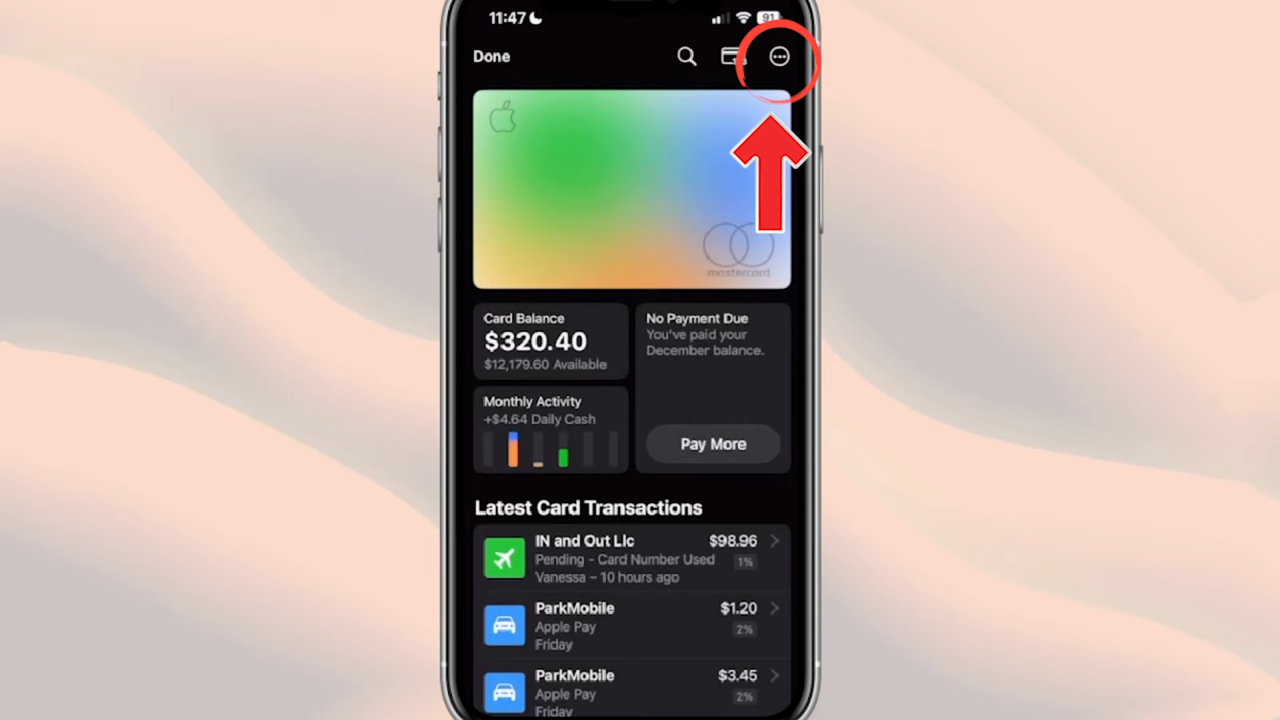 11:47
91
Done
mastercard
Card Balance
$320.40
$12,179.60 Available
No Payment Due
You've paid your
December balance.
Monthly Activity
+$4.64 Daily Cash
Pay More
Latest Card Transactions
IN and Out Llc
$98.96
Pending - Card Number Used
1%
Vanessa – 10 hours ago
ParkMobile
$1.20
Apple Pay
2%
Friday
ParkMobile
$3.45
Apple Pay
2%
Friday